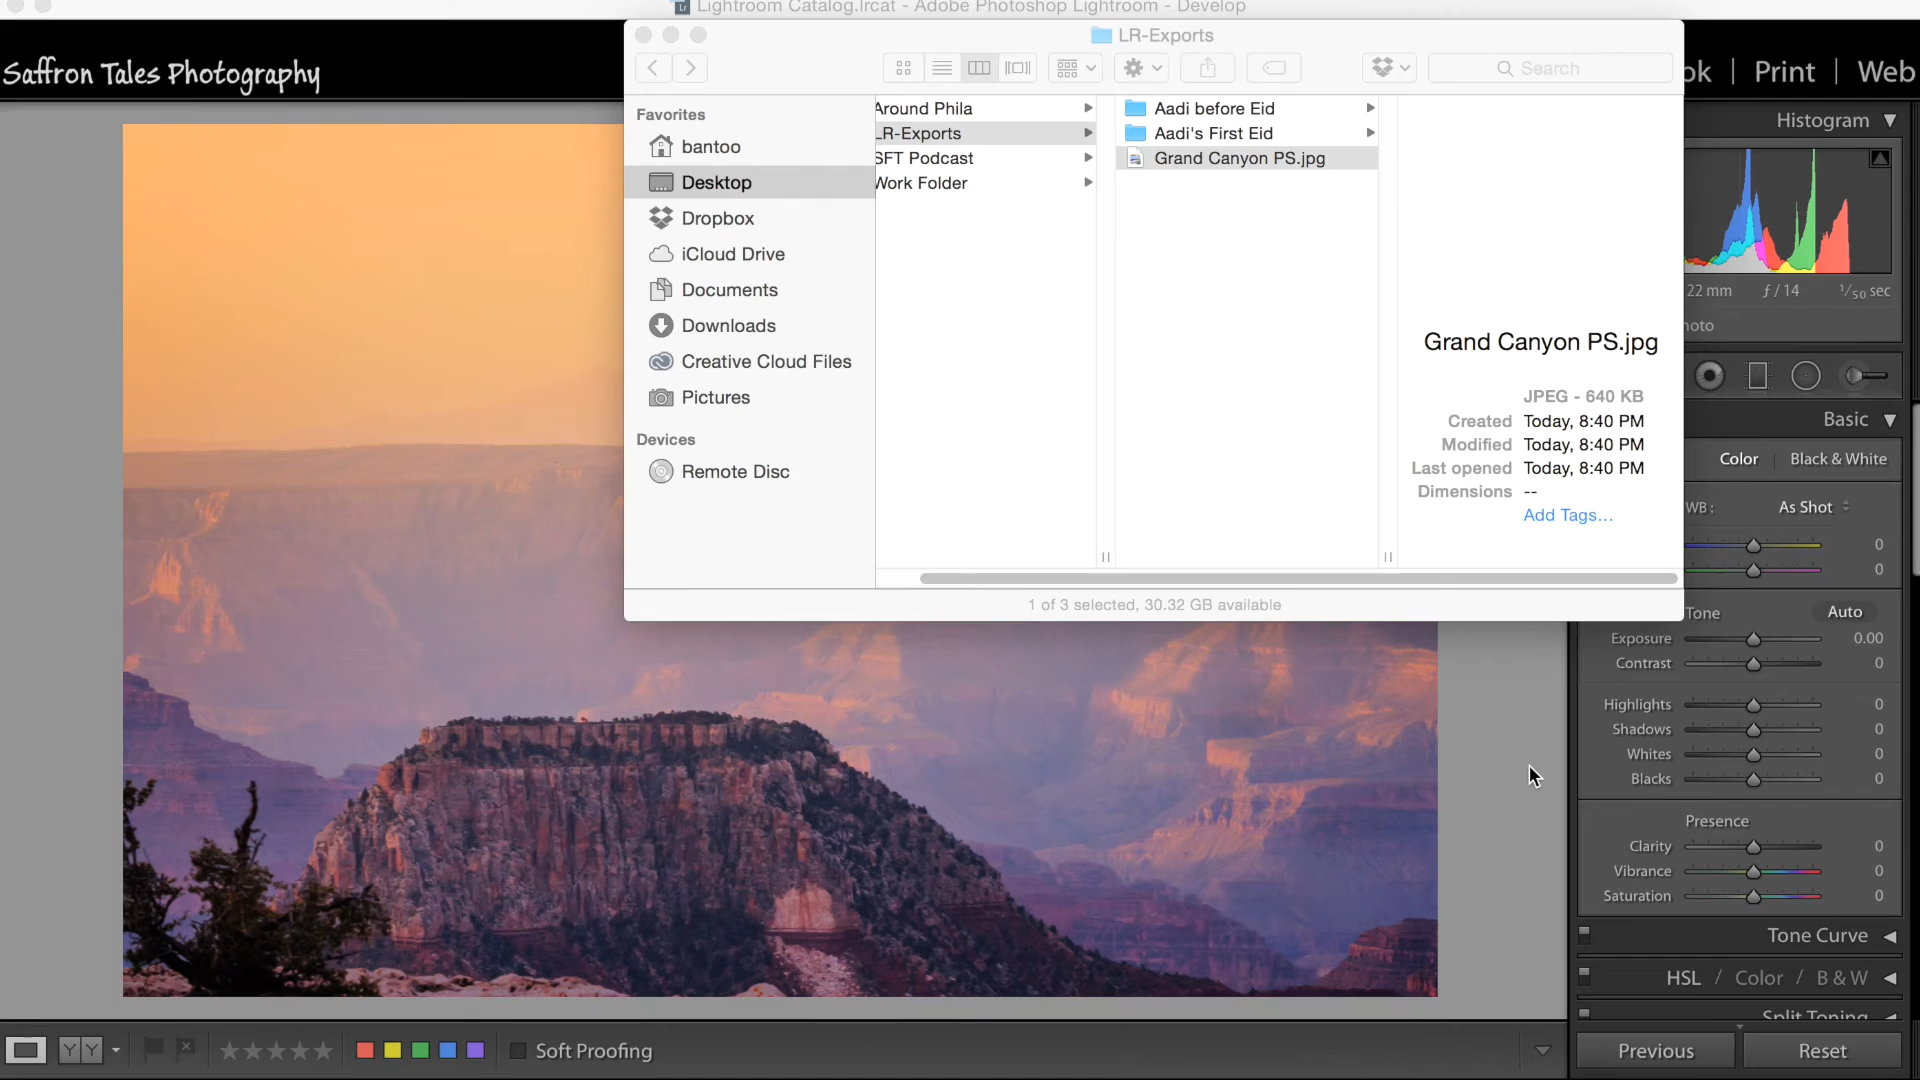 Lightroom Catalog.lrcat - Adobe Photoshop Lightroom - Develop
LR-Exports
Saffron Tales Photography
Search
Print | Web
Favorites
bantoo
Desktop
Dropbox
iCloud Drive
Documents
Downloads
Creative Cloud Files
Pictures
Devices
Remote Disc
Around Phila
LR-Exports
SFT Podcast
Work Folder
Aadi before Eid
Aadi's First Eid
Grand Canyon PS.jpg
Grand Canyon PS.jpg
JPEG - 640 KB
Created Today, 8:40 PM
Modified Today, 8:40 PM
Last opened Today, 8:40 PM
Dimensions --
Add Tags...
1 of 3 selected, 30.32 GB available
Histogram
22 mm f / 14 1/50 sec
Basic
Color | Black & White
WB: As Shot
0
0
Tone Auto
Exposure 0.00
Contrast 0
Highlights 0
Shadows 0
Whites 0
Blacks 0
Presence
Clarity 0
Vibrance 0
Saturation 0
Tone Curve
HSL / Color / B & W
Split Toning
Y Y
Soft Proofing
Previous
Reset